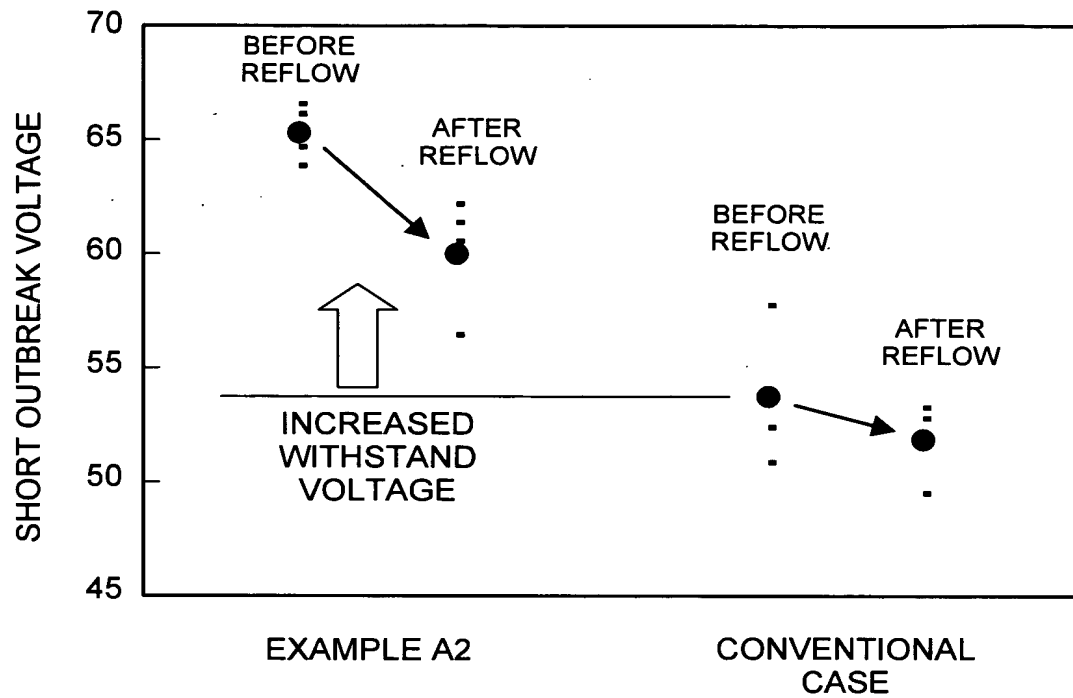 70
65
60
55
50
45
SHORT OUTBREAK VOLTAGE
BEFORE
REFLOW
AFTER
REFLOW
INCREASED
WITHSTAND
VOLTAGE
BEFORE
REFLOW
AFTER
REFLOW
EXAMPLE A2
CONVENTIONAL
CASE